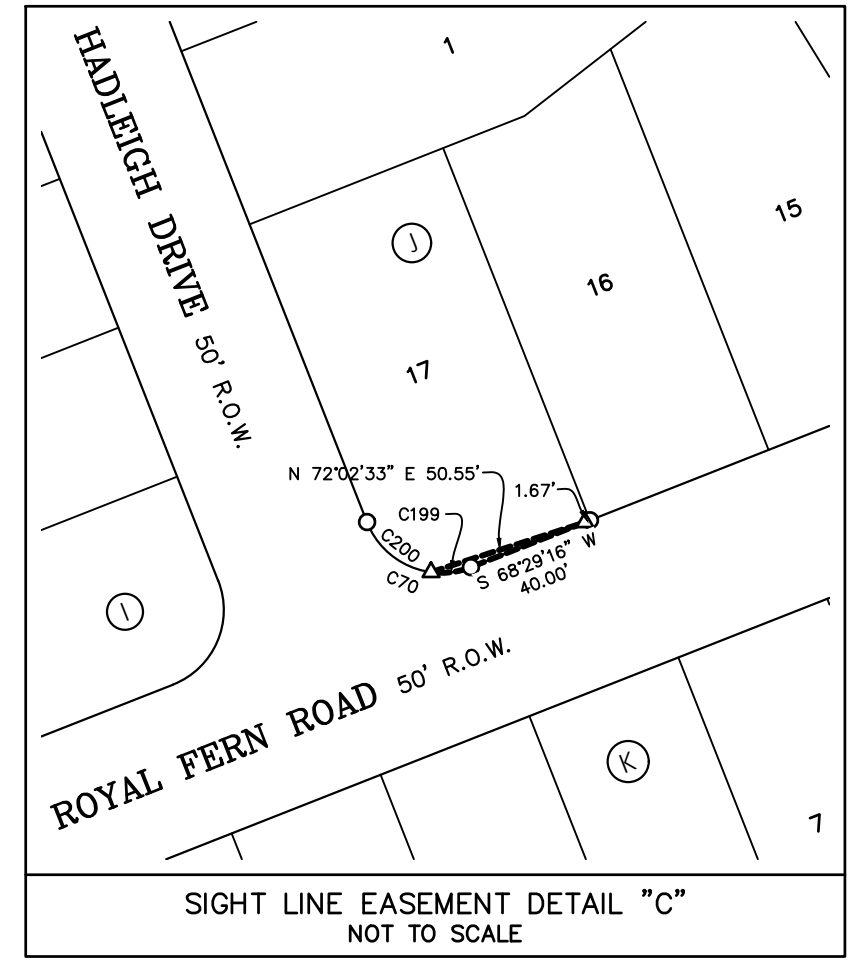 1
HADLEIGH DRIVE 50' R.O.W.
15
J
16
17
N 72°02'33" E 50.55'
1.67'
C199
C200
C70
S 68°29'16" W
40.00'
I
ROYAL FERN ROAD 50' R.O.W.
K
7
SIGHT LINE EASEMENT DETAIL "C"
NOT TO SCALE